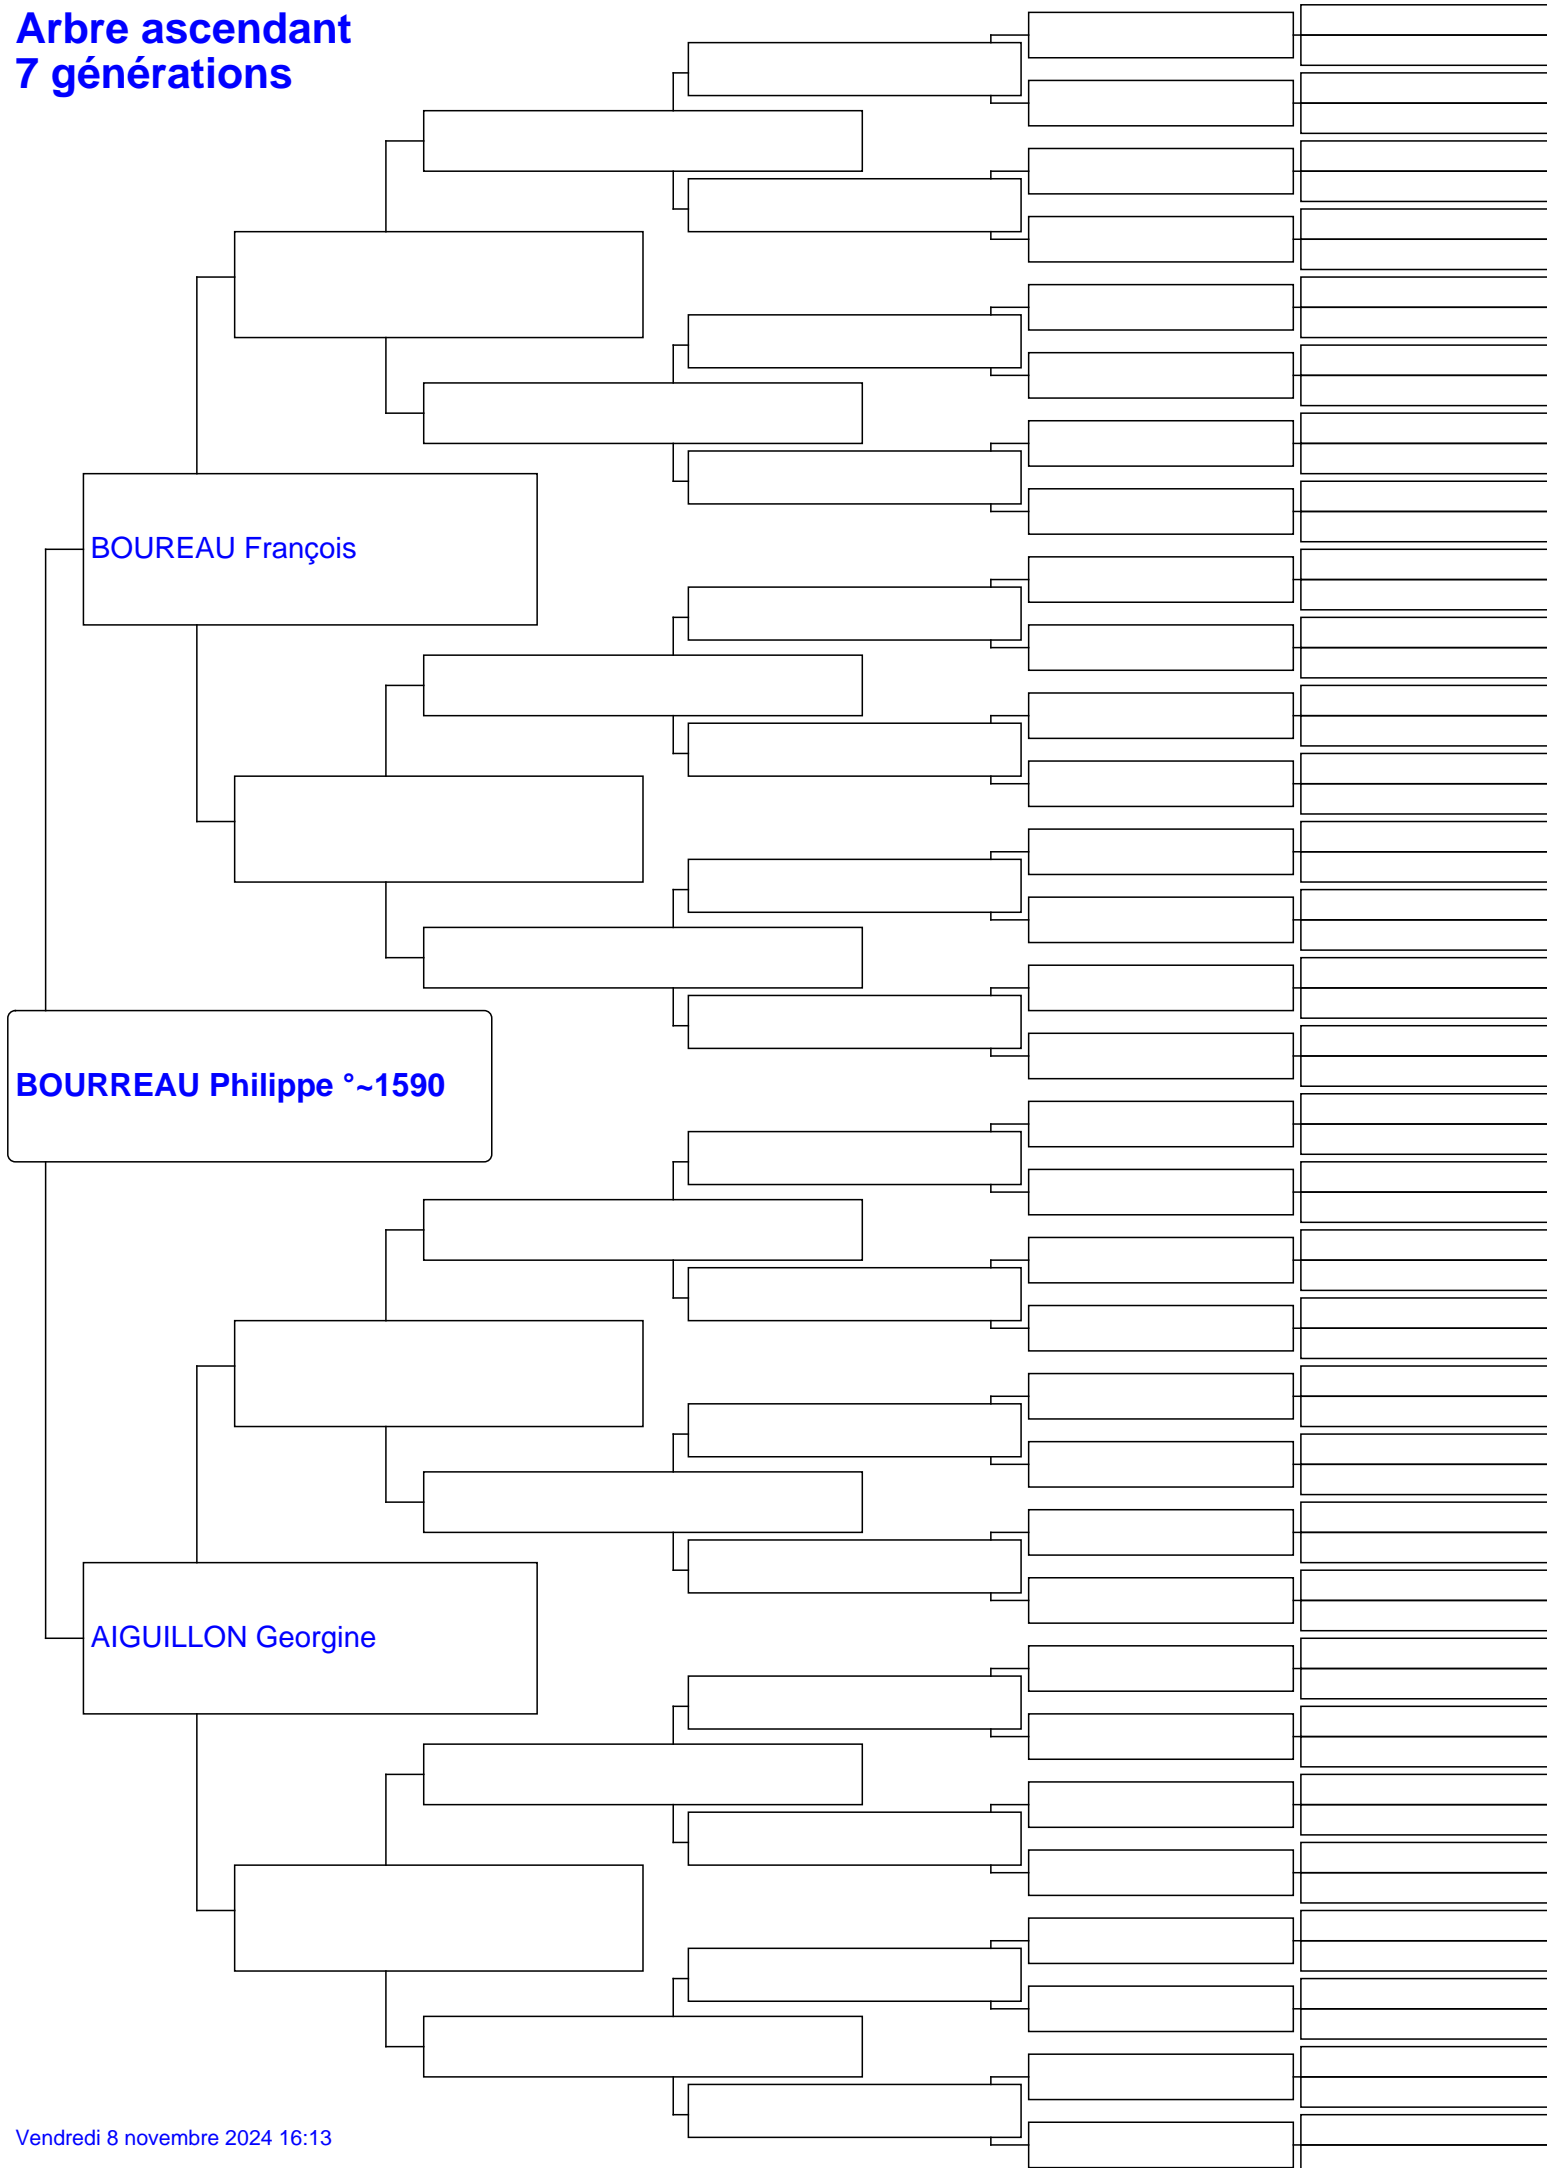 Arbre ascendant
7 générations
BOUREAU François
BOURREAU Philippe °~1590
AIGUILLON Georgine
Vendredi 8 novembre 2024 16:13